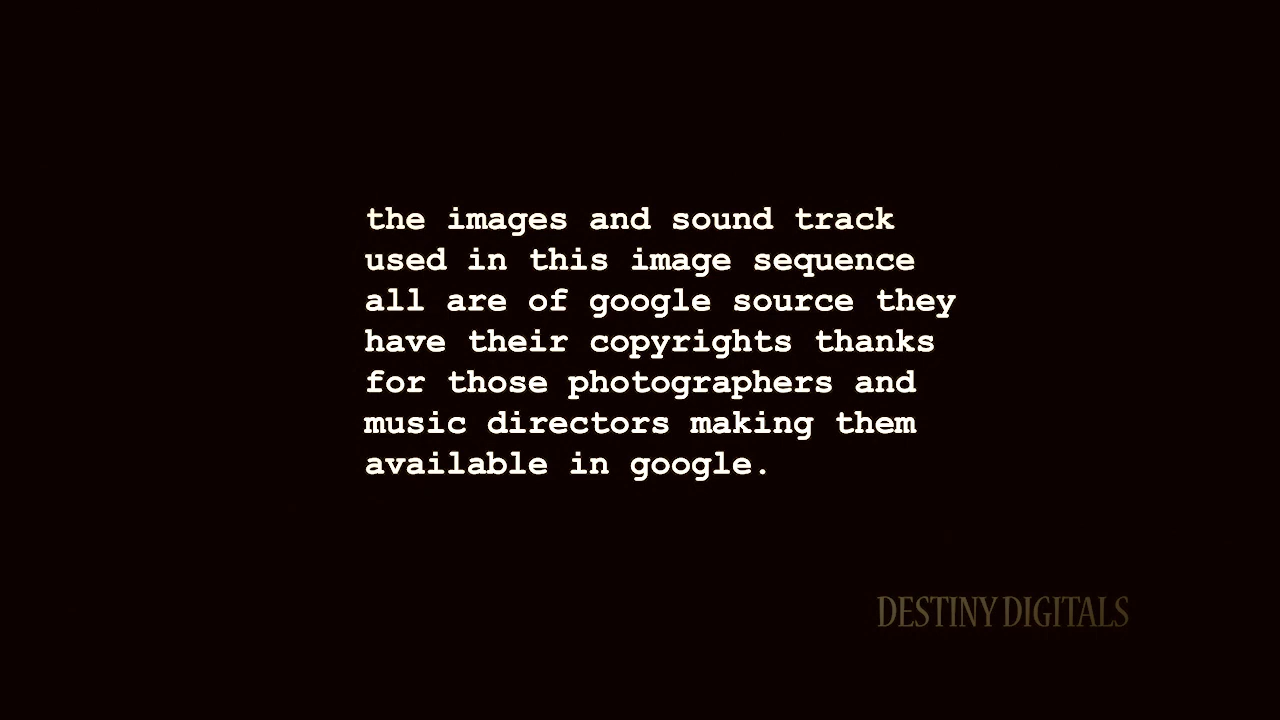 the images and sound track
used in this image sequence
all are of google source they
have their copyrights thanks
for those photographers and
music directors making them
available in google.
DESTINY DIGITALS